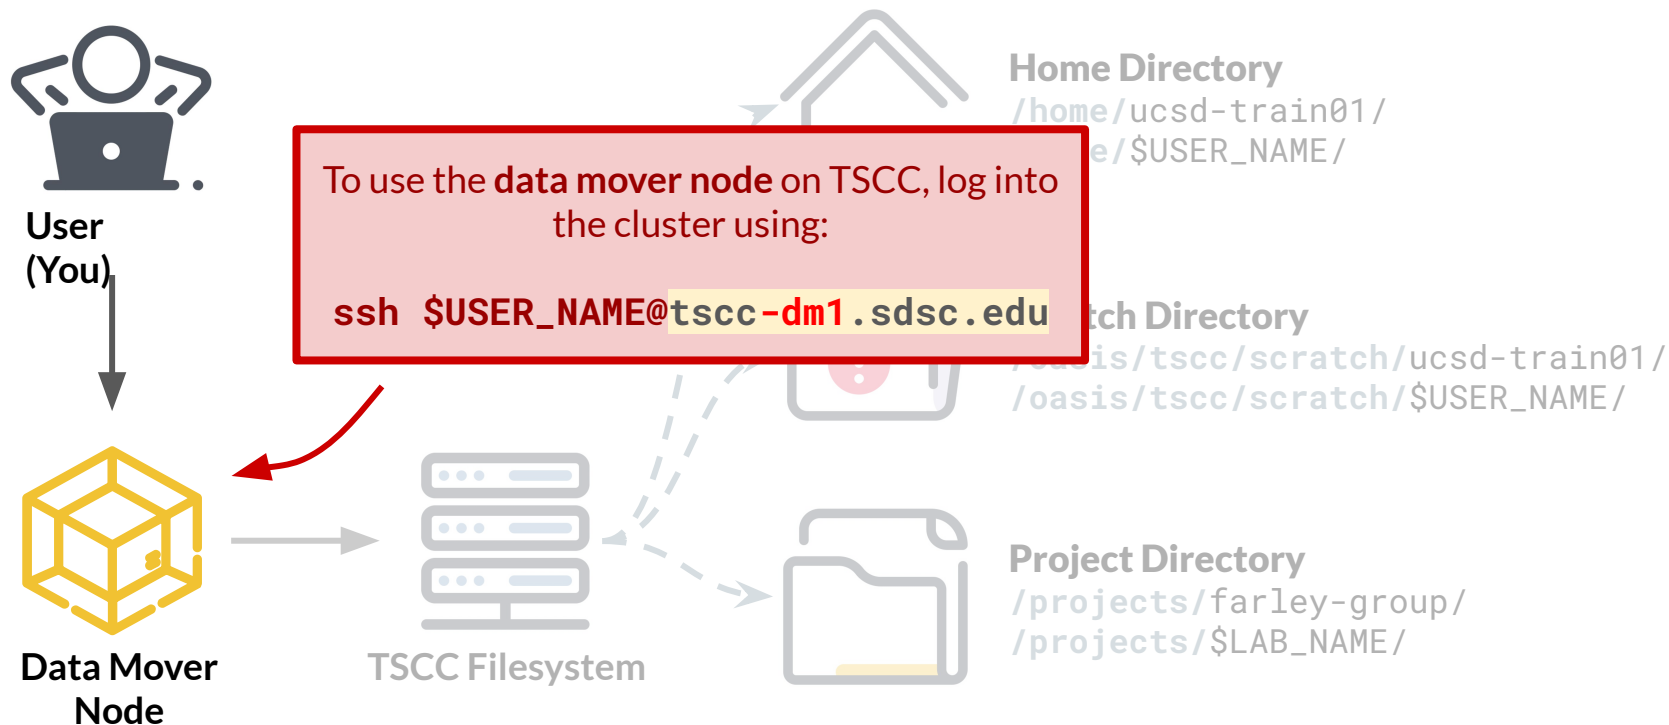 User
(You)
To use the data mover node on TSCC, log into
the cluster using:
ssh $USER_NAME@tscc-dm1.sdsc.edu
Data Mover
Node
TSCC Filesystem
Home Directory
/home/ucsd-train01/
e/$USER_NAME/
tch Directory
/oasis/tscc/scratch/ucsd-train01/
/oasis/tscc/scratch/$USER_NAME/
Project Directory
/projects/farley-group/
/projects/$LAB_NAME/